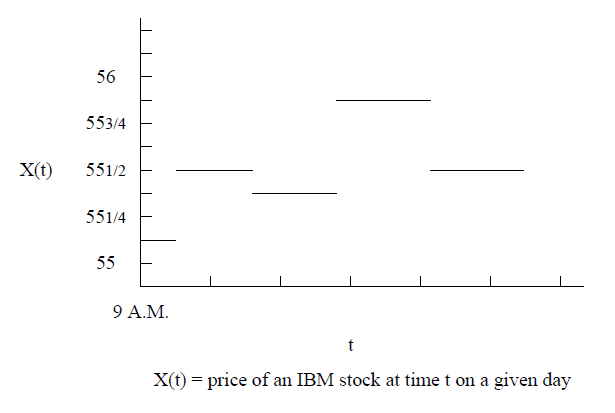 56
553/4
X(t)
551/2
551/4
55
9 A.M.
t
X(t) = price of an IBM stock at time t on a given day